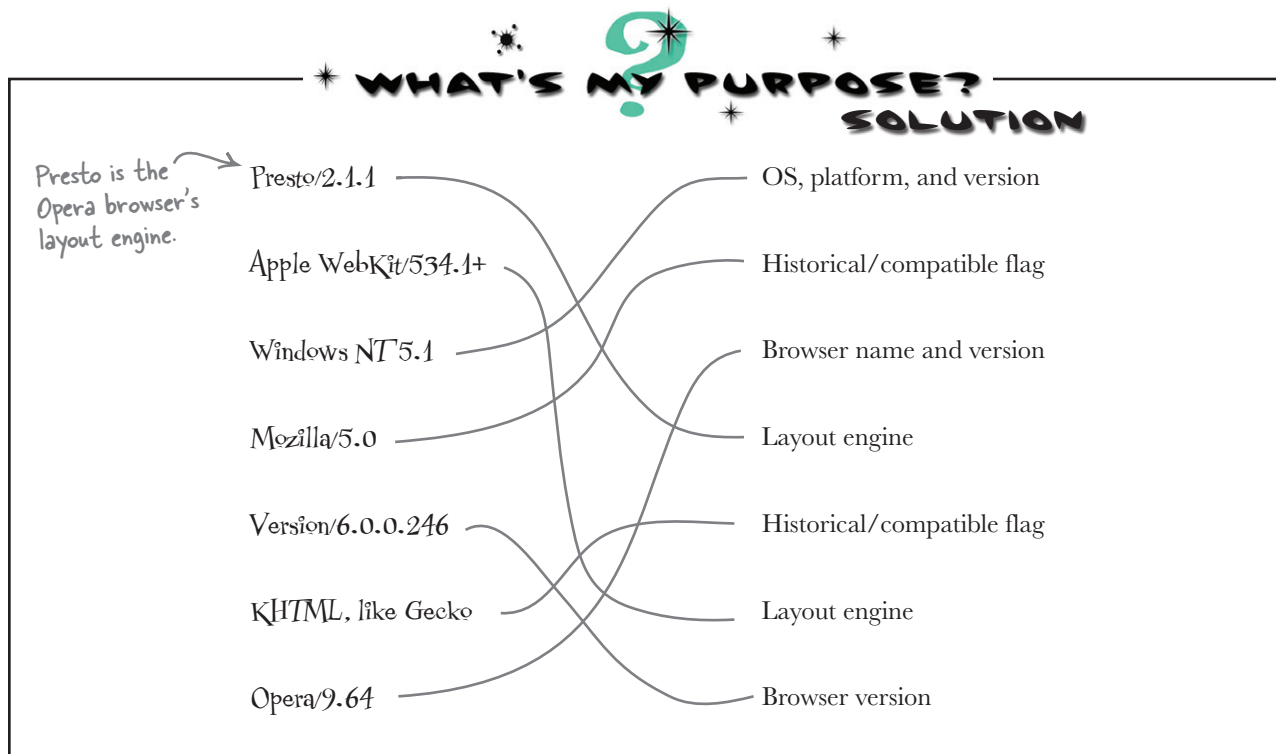 WHAT'S MY PURPOSE?
SOLUTION
Presto is the
Opera browser's
layout engine.
Presto/2.1.1
OS, platform, and version
Apple WebKit/534.1+
Historical/compatible flag
Windows NT 5.1
Browser name and version
Mozilla/5.0
Layout engine
Version/6.0.0.246
Historical/compatible flag
KHTML, like Gecko
Layout engine
Opera/9.64
Browser version